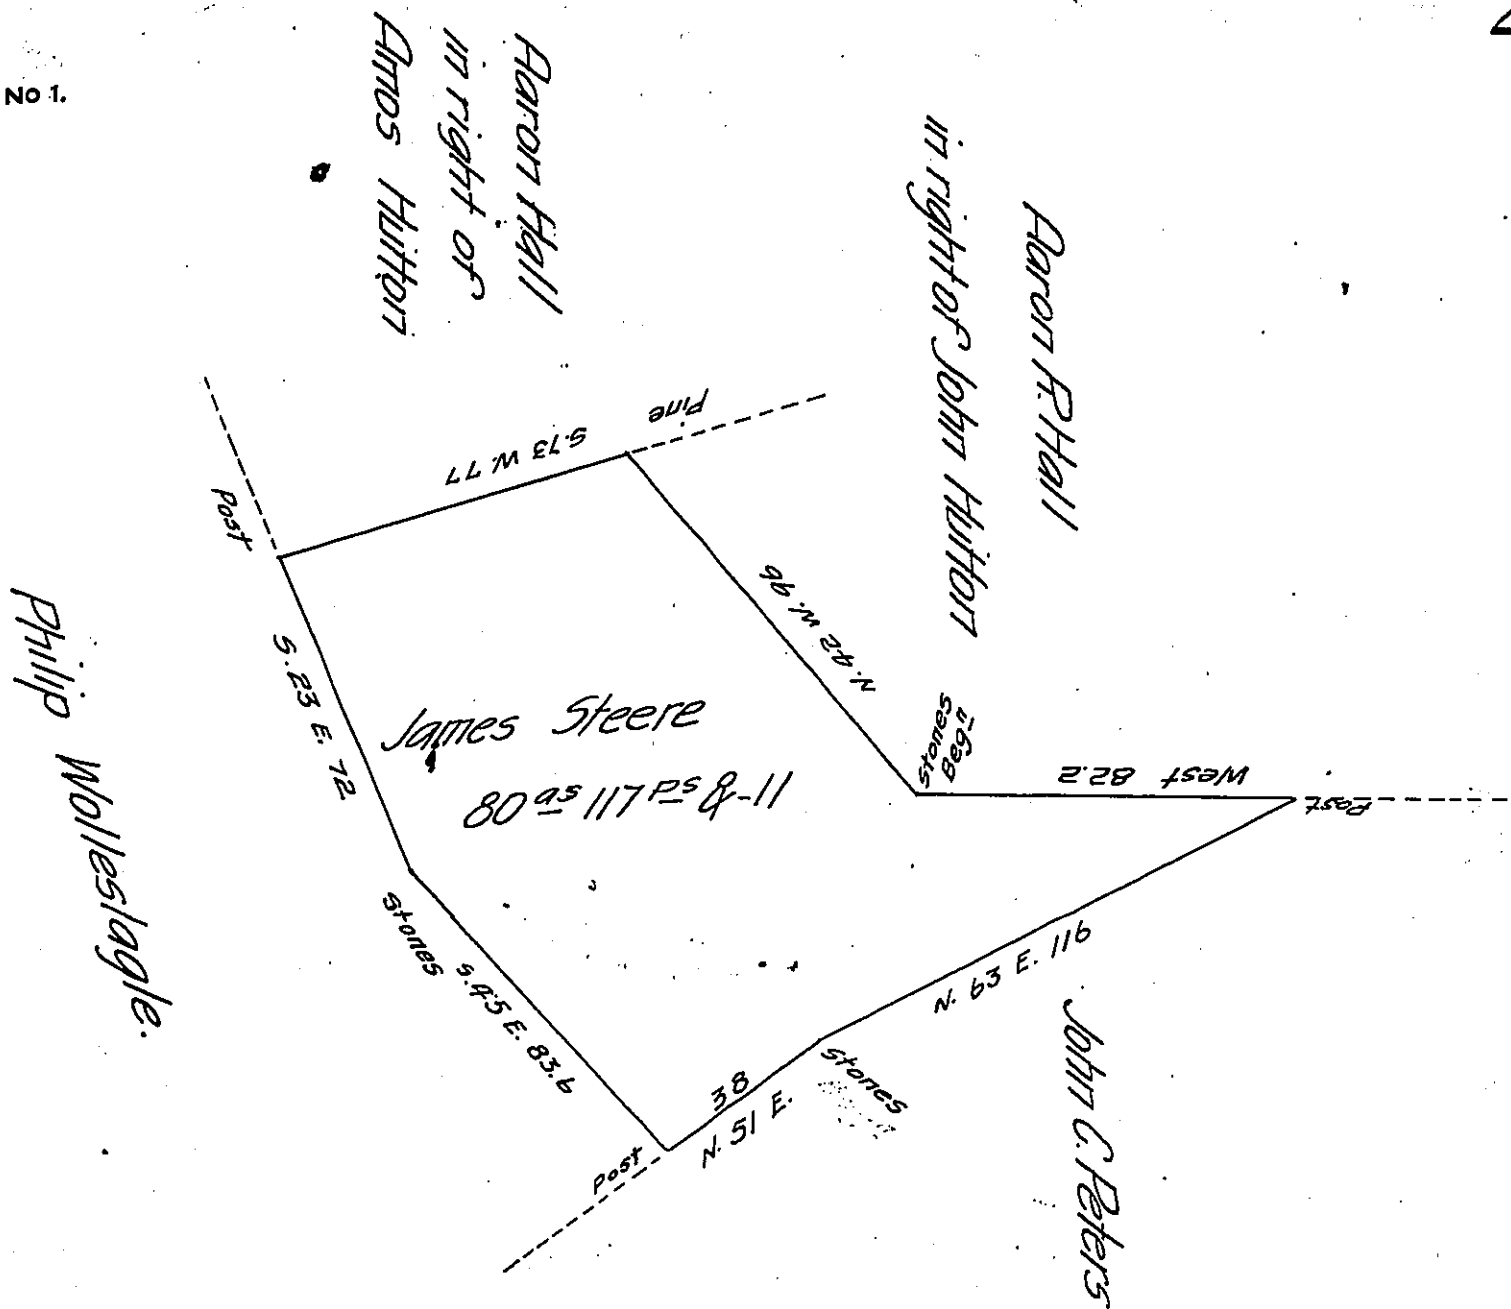 No 1.
Aaron Hall
in right of
Amos Hutton
Aaron R. Hall
in right of John Hutton
Pine
S.73 W. 77
Post
N. 42 W. 96
Stones
Beg<u>n</u>
West 82.2
Post
S. 23 E. 72
James Steere
80 as 117 ps &-11
Philip Wolleslagle.
Stones
S.45 E. 83.6
N. 63 E. 116
Stones
38
N. 51 E.
Post
John C. Peters